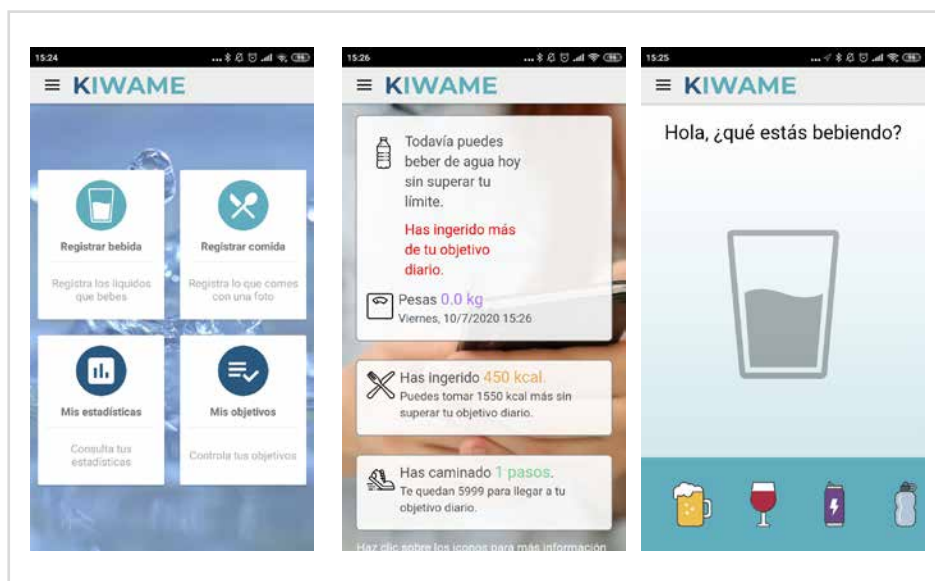 15:24
KIWAME
Registrar bebida
Registra los líquidos
que bebes
Registrar comida
Registra lo que comes
con una foto
Mis estadísticas
Consulta tus
estadísticas
Mis objetivos
Controla tus objetivos
15:26
KIWAME
Todavía puedes
beber de agua hoy
sin superar tu
límite.
Has ingerido más
de tu objetivo
diario.
Pesas 0.0 kg
Viernes, 10/7/2020 15:26
Has ingerido 450 kcal.
Puedes tomar 1550 kcal más sin
superar tu objetivo diario.
Has caminado 1 pasos.
Te quedan 5999 para llegar a tu
objetivo diario.
Haz clic sobre los iconos para más información
15:25
KIWAME
Hola, ¿qué estás bebiendo?